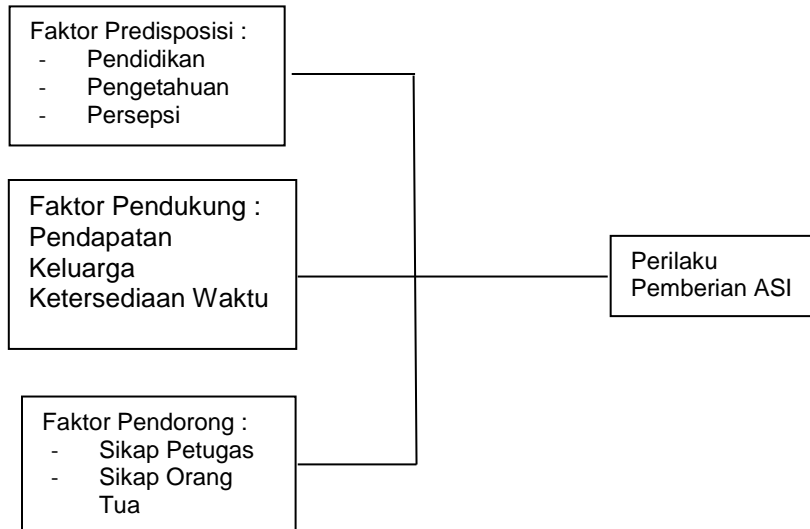 Faktor Predisposisi :
- Pendidikan
- Pengetahuan
- Persepsi
Faktor Pendukung :
Pendapatan
Keluarga
Ketersediaan Waktu
Perilaku
Pemberian ASI
Faktor Pendorong :
- Sikap Petugas
- Sikap Orang
Tua